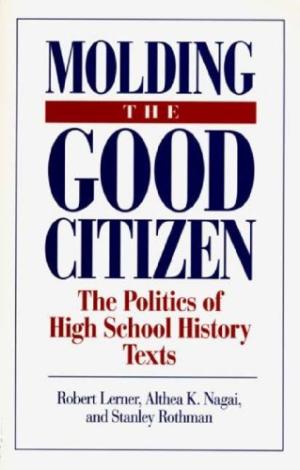 MOLDING
THE
GOOD
CITIZEN
The Politics of
High School History
Texts
Robert Lerner, Althea K. Nagai,
and Stanley Rothman